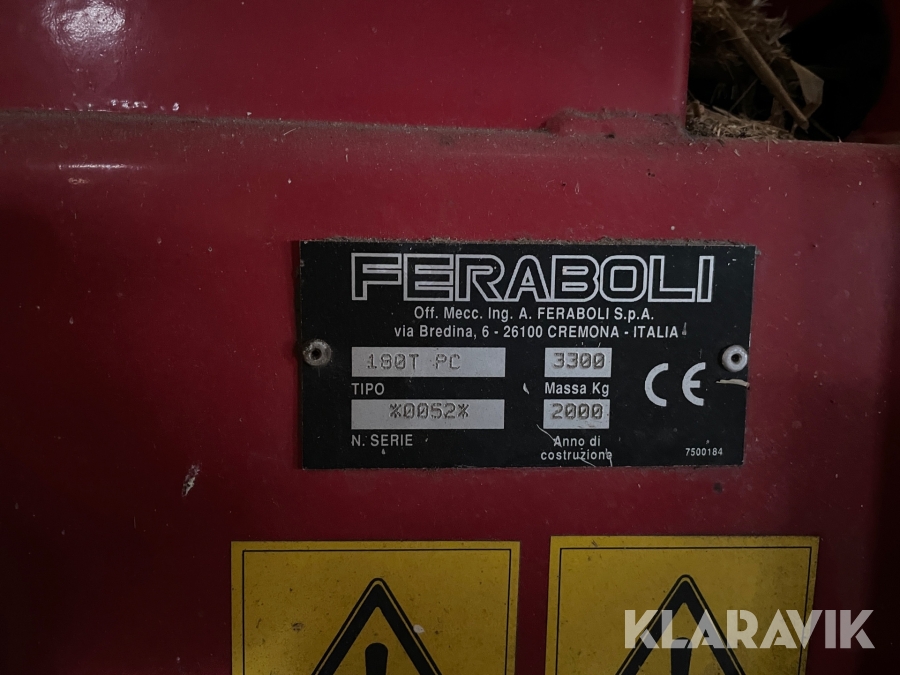 FERABOLI
Off. Mecc. Ing. A. FERABOLI S.p.A.
via Bredina, 6 - 26100 CREMONA - ITALIA
180T PC 3300
TIPO Massa Kg
*0052* 2000
N. SERIE Anno di
costruzione
CE
7500184
KLARAVIK